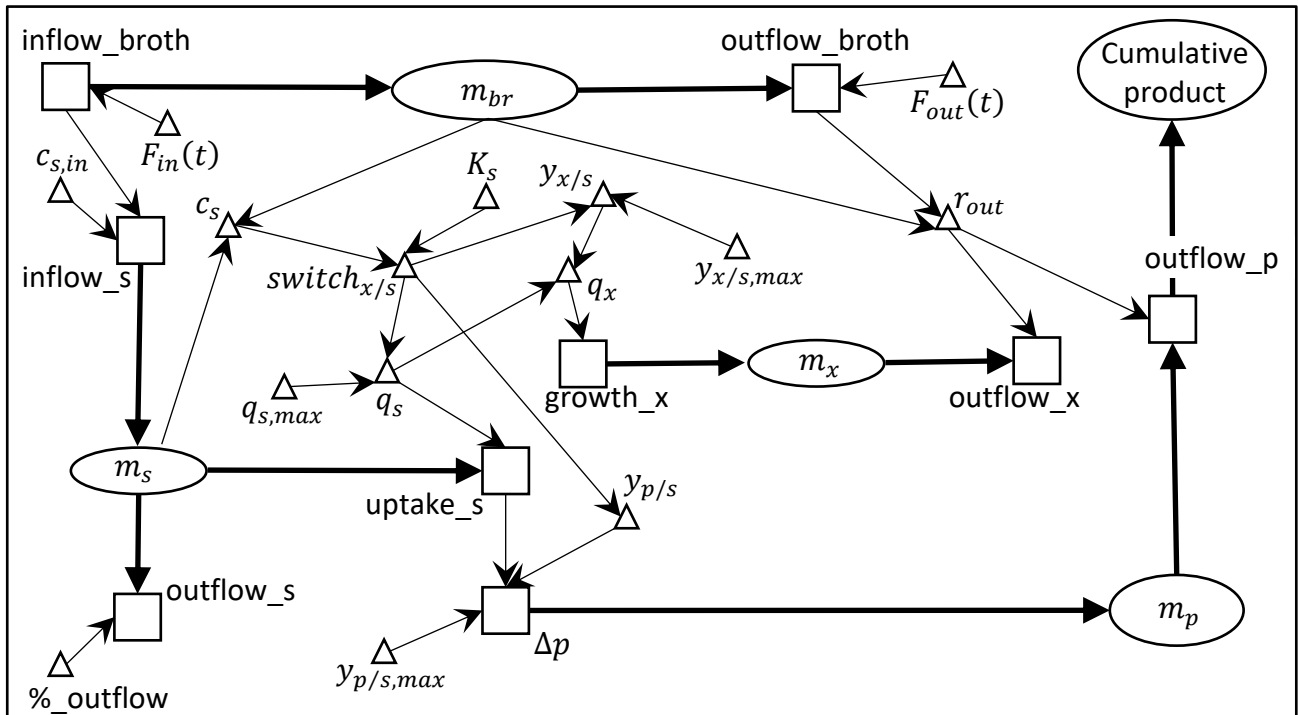 inflow_broth
outflow_broth
Cumulative
product
m_br
F_out(t)
F_in(t)
c_s,in
K_s
y_x/s
c_s
r_out
inflow_s
switch_x/s
q_x
y_x/s,max
outflow_p
m_x
q_s,max
q_s
growth_x
outflow_x
m_s
uptake_s
y_p/s
outflow_s
m_p
Δp
y_p/s,max
%_outflow